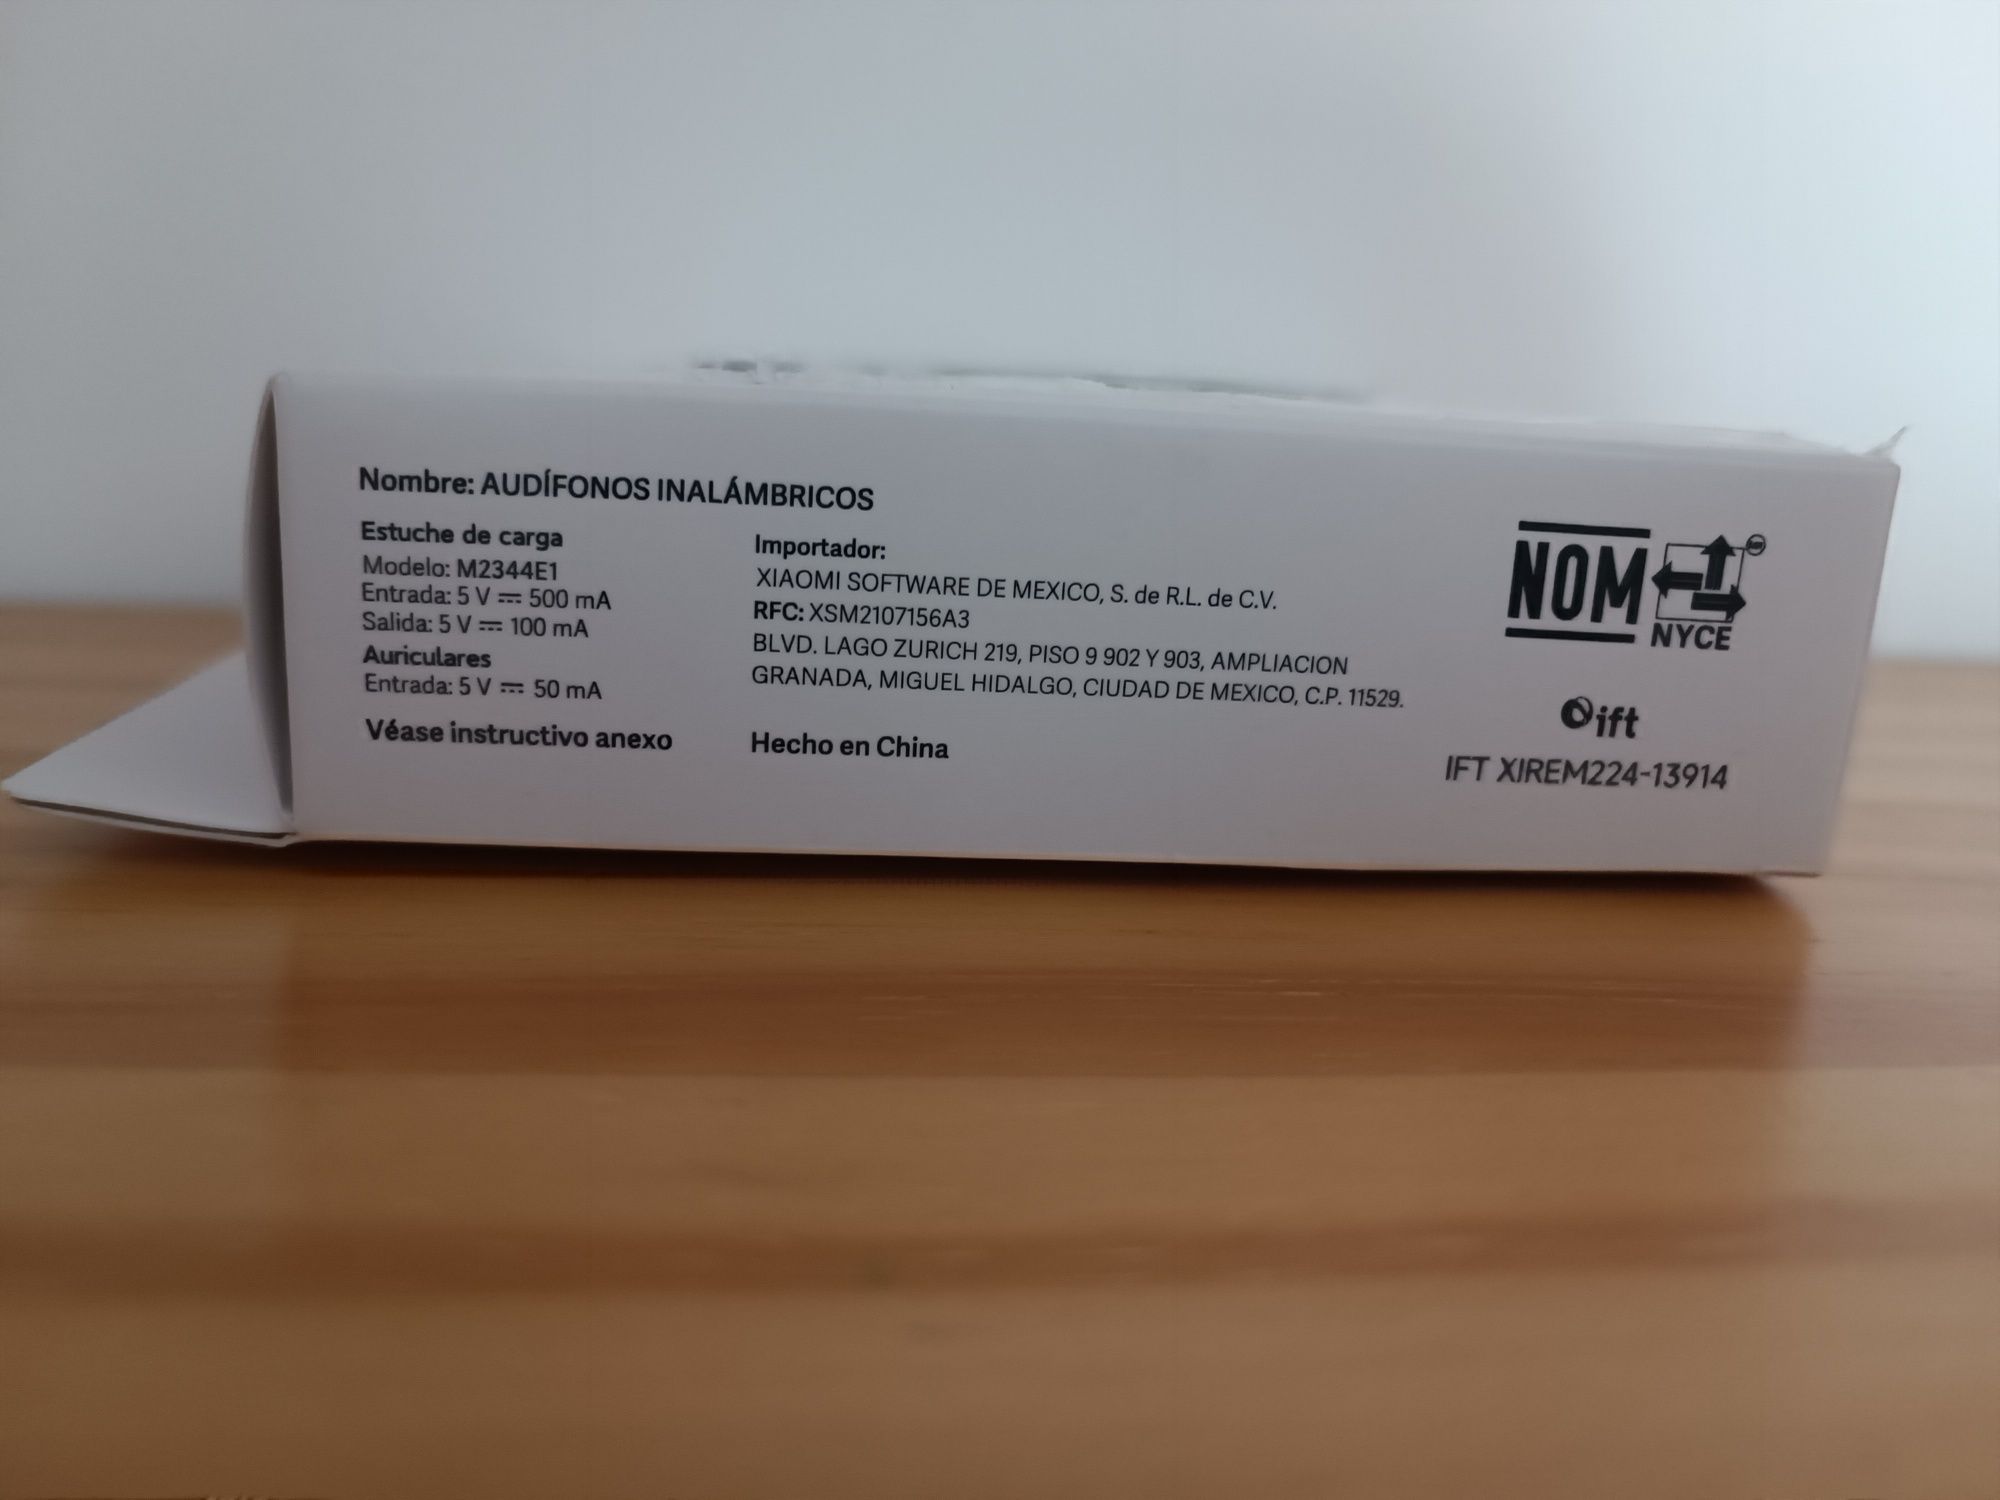 Nombre: AUDÍFONOS INALÁMBRICOS
Estuche de carga
Modelo: M2344E1
Entrada: 5 V ⎓ 500 mA
Salida: 5 V ⎓ 100 mA
Auriculares
Entrada: 5 V ⎓ 50 mA
Véase instructivo anexo
Importador:
XIAOMI SOFTWARE DE MEXICO, S. de R.L. de C.V.
RFC: XSM2107156A3
BLVD. LAGO ZURICH 219, PISO 9 902 Y 903, AMPLIACION
GRANADA, MIGUEL HIDALGO, CIUDAD DE MEXICO, C.P. 11529.
Hecho en China
NOM
NYCE
ift
IFT XIREM224-13914